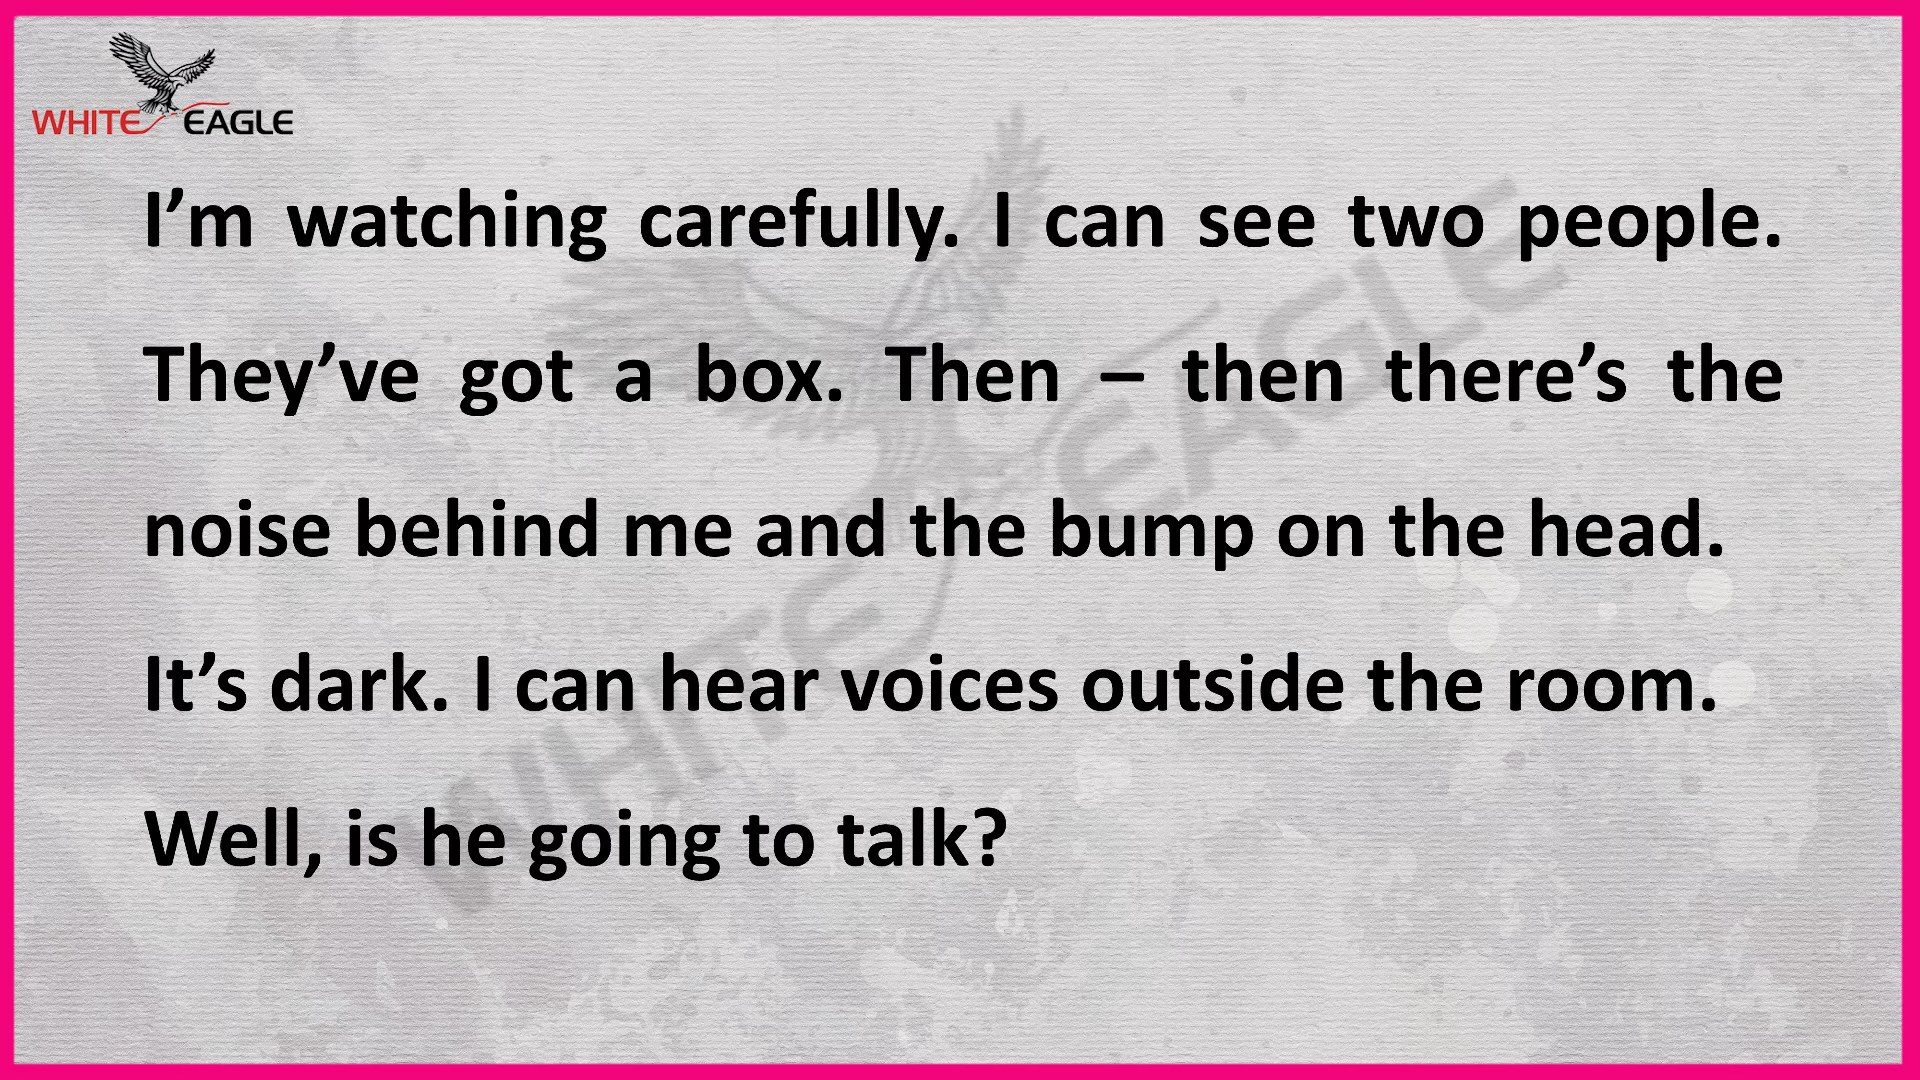 WHITE EAGLE
I’m watching carefully. I can see two people.
They’ve got a box. Then – then there’s the
noise behind me and the bump on the head.
It’s dark. I can hear voices outside the room.
Well, is he going to talk?
WHITE EAGLE